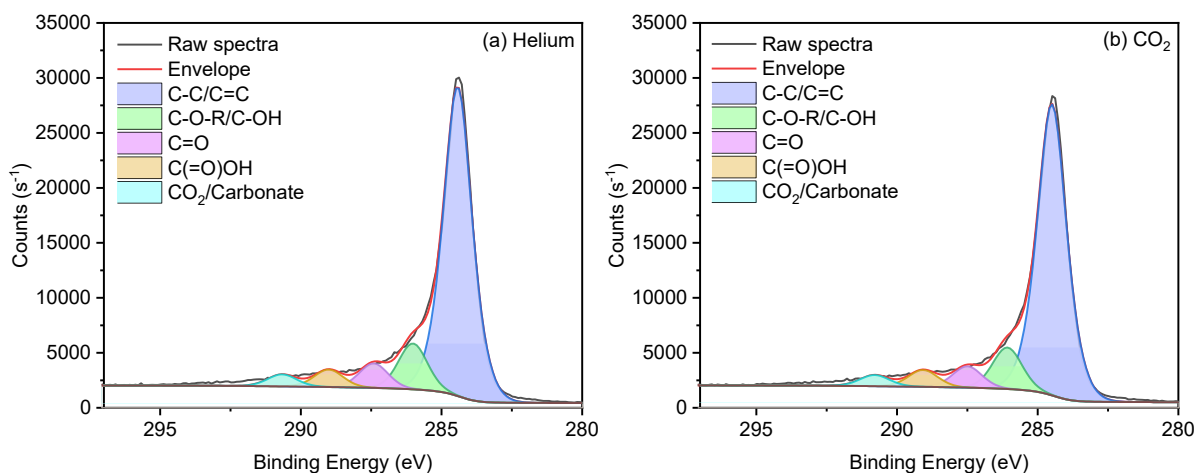 35000
30000
25000
20000
15000
10000
5000
0
Counts (s⁻¹)
(a) Helium
Raw spectra
Envelope
C-C/C=C
C-O-R/C-OH
C=O
C(=O)OH
CO₂/Carbonate
295 290 285 280
Binding Energy (eV)
35000
30000
25000
20000
15000
10000
5000
0
Counts (s⁻¹)
(b) CO₂
Raw spectra
Envelope
C-C/C=C
C-O-R/C-OH
C=O
C(=O)OH
CO₂/Carbonate
295 290 285 280
Binding Energy (eV)